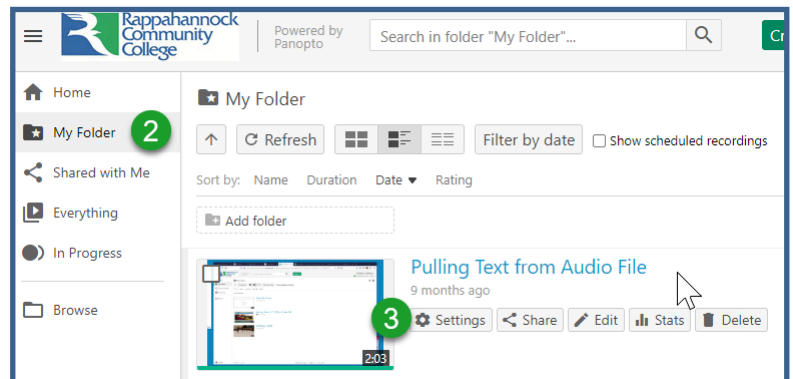 Rappahannock
Community
College
Powered by
Panopto
Search in folder "My Folder"...
Cr
Home
My Folder
2
Shared with Me
Everything
In Progress
Browse
My Folder
Refresh
Filter by date
Show scheduled recordings
Sort by: Name Duration Date Rating
Add folder
Pulling Text from Audio File
9 months ago
3
Settings Share Edit Stats Delete
2:03